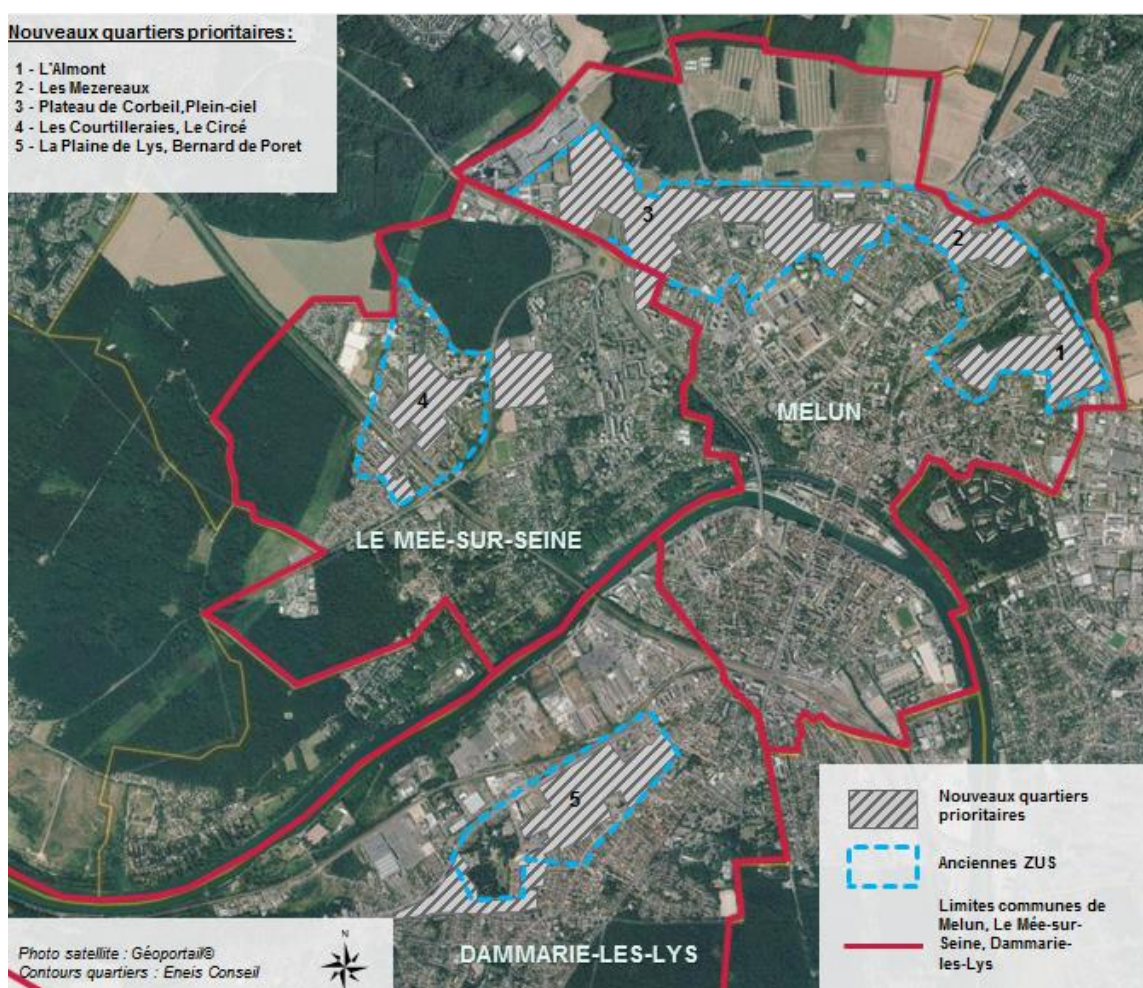 Nouveaux quartiers prioritaires :
1 - L'Almont
2 - Les Mezereaux
3 - Plateau de Corbeil,Plein-ciel
4 - Les Courtilleraies, Le Circé
5 - La Plaine de Lys, Bernard de Poret
3
2
1
4
MELUN
LE MEE-SUR-SEINE
5
DAMMARIE-LES-LYS
Nouveaux quartiers
prioritaires
Anciennes ZUS
Limites communes de
Melun, Le Mée-sur-
Seine, Dammarie-
les-Lys
N
Photo satellite : Géoportail©
Contours quartiers : Eneis Conseil